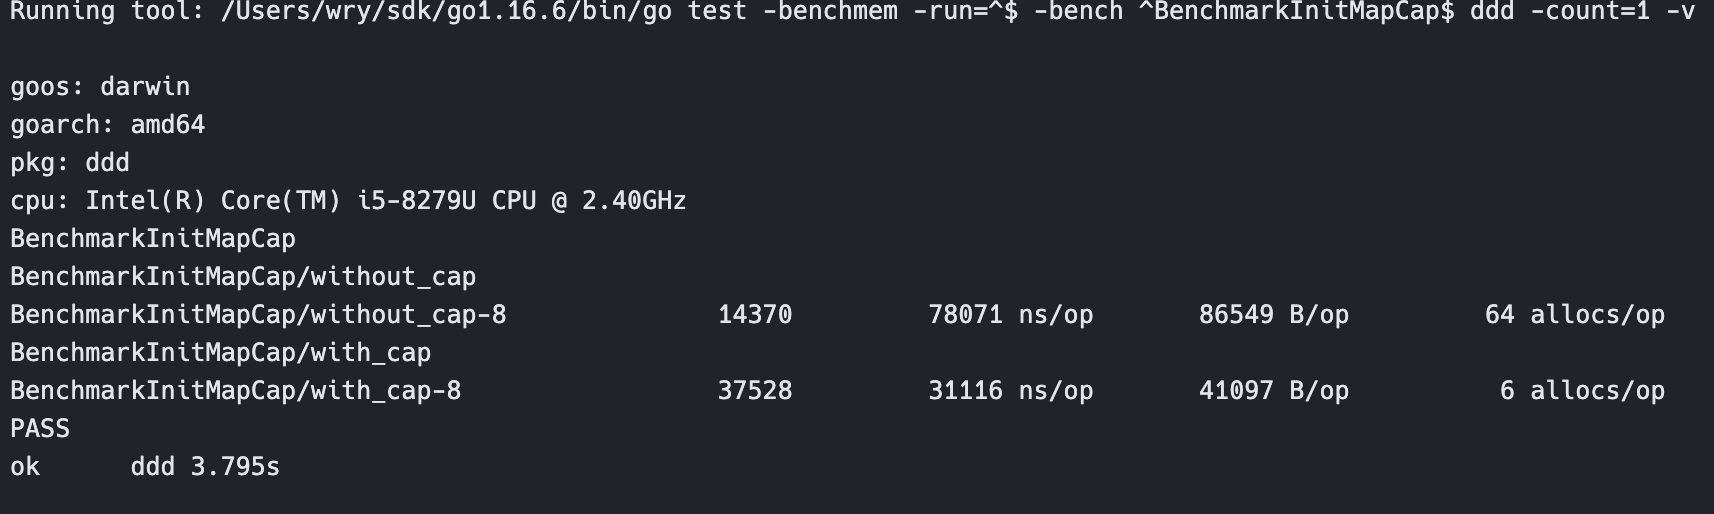 Running tool: /Users/wry/sdk/go1.16.6/bin/go test -benchmem -run=^$ -bench ^BenchmarkInitMapCap$ ddd -count=1 -v
goos: darwin
goarch: amd64
pkg: ddd
cpu: Intel(R) Core(TM) i5-8279U CPU @ 2.40GHz
BenchmarkInitMapCap
BenchmarkInitMapCap/without_cap
BenchmarkInitMapCap/without_cap-8 14370 78071 ns/op 86549 B/op 64 allocs/op
BenchmarkInitMapCap/with_cap
BenchmarkInitMapCap/with_cap-8 37528 31116 ns/op 41097 B/op 6 allocs/op
PASS
ok ddd 3.795s